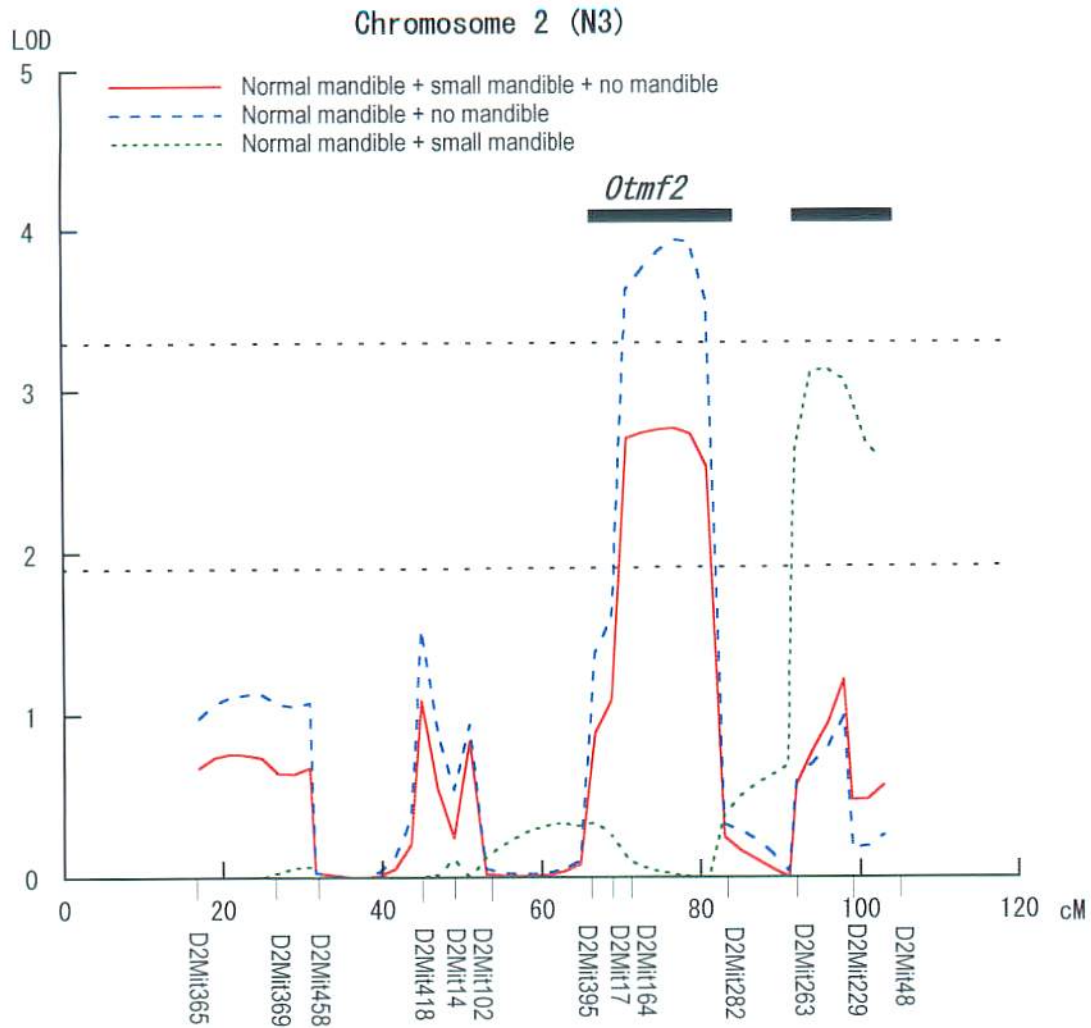 Chromosome 2 (N3)
LOD
5
Normal mandible + small mandible + no mandible
Normal mandible + no mandible
Normal mandible + small mandible
Otmf2
4
3
2
1
0
0 20 40 60 80 100 120 cM
D2Mit365
D2Mit369
D2Mit458
D2Mit418
D2Mit14
D2Mit102
D2Mit395
D2Mit17
D2Mit164
D2Mit282
D2Mit263
D2Mit229
D2Mit48